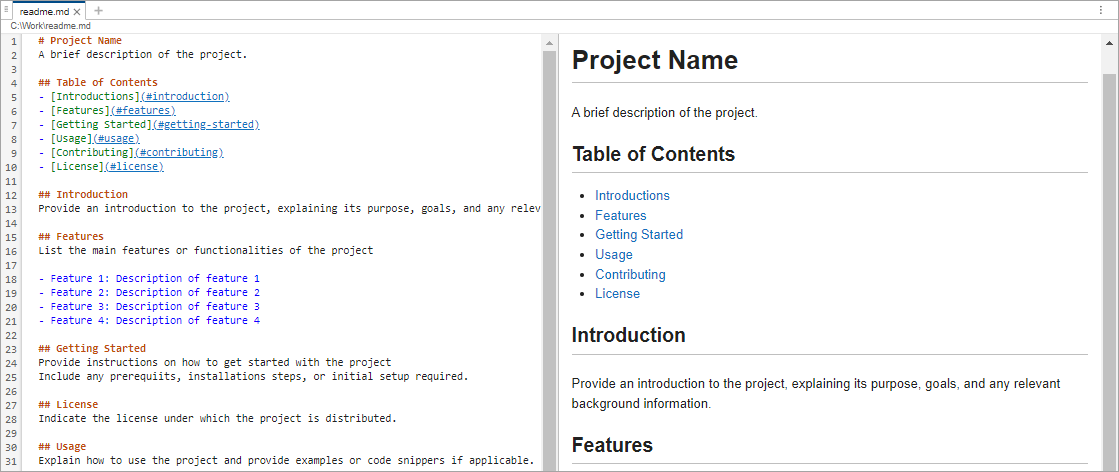 readme.md × +
C:\Work\readme.md
1 # Project Name
2 A brief description of the project.
3
4 ## Table of Contents
5 - [Introductions](#introduction)
6 - [Features](#features)
7 - [Getting Started](#getting-started)
8 - [Usage](#usage)
9 - [Contributing](#contributing)
10 - [License](#license)
11
12 ## Introduction
13 Provide an introduction to the project, explaining its purpose, goals, and any relev
14
15 ## Features
16 List the main features or functionalities of the project
17
18 - Feature 1: Description of feature 1
19 - Feature 2: Description of feature 2
20 - Feature 3: Description of feature 3
21 - Feature 4: Description of feature 4
22
23 ## Getting Started
24 Provide instructions on how to get started with the project
25 Include any prerequiits, installations steps, or initial setup required.
26
27 ## License
28 Indicate the license under which the project is distributed.
29
30 ## Usage
31 Explain how to use the project and provide examples or code snippers if applicable.
Project Name
A brief description of the project.
Table of Contents
• Introductions
• Features
• Getting Started
• Usage
• Contributing
• License
Introduction
Provide an introduction to the project, explaining its purpose, goals, and any relevant
background information.
Features